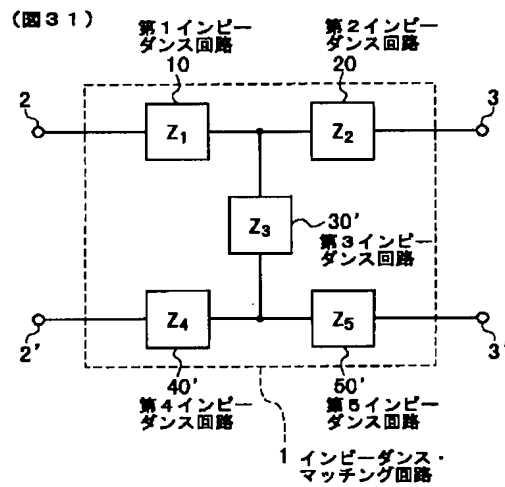 (図31)
第1インピー
ダンス回路
10
第2インピー
ダンス回路
20
2
3
Z1
Z2
Z3
30'
第3インピー
ダンス回路
Z4
Z5
2'
3'
40'
第4インピー
ダンス回路
50'
第5インピー
ダンス回路
1 インピーダンス・
マッチング回路